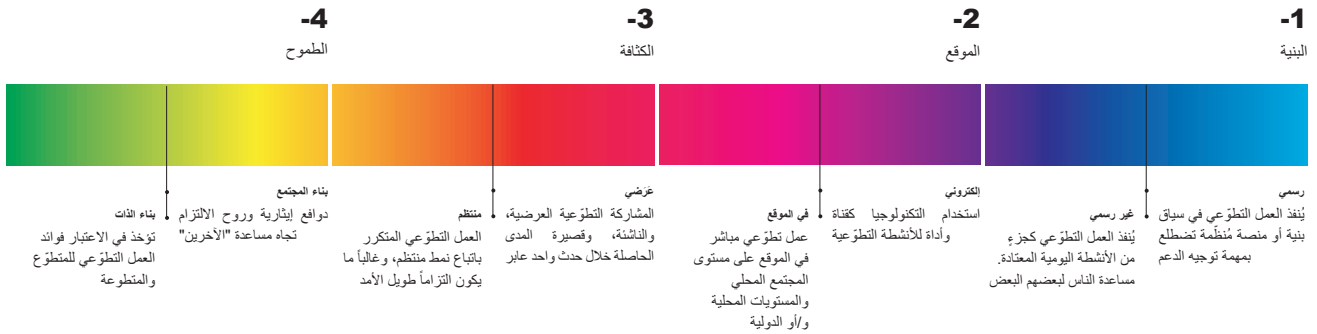 1-
البنية
رسمي
يُنفذ العمل التطوّعي في سياق
بنية أو منصة مُنظّمة تضطلع
بمهمة توجيه الدعم
غير رسمي
يُنفذ العمل التطوّعي كجزءٍ
من الأنشطة اليومية المعتادة.
مساعدة الناس لبعضهم البعض
2-
الموقع
إلكتروني
استخدام التكنولوجيا كقناة
وأداة للأنشطة التطوّعية
في الموقع
عمل تطوّعي مباشر
في الموقع على مستوى
المجتمع المحلي
والمستويات المحلية
و/أو الدولية
3-
الكثافة
عَرَضي
المشاركة التطوّعية العرضية،
والناشئة، وقصيرة المدى
الحاصلة خلال حدث واحد عابر
منتظم
العمل التطوّعي المتكرر
باتباع نمط منتظم، وغالباً ما
يكون التزاماً طويل الأمد
4-
الطموح
بناء المجتمع
دوافع إيثارية وروح الالتزام
تجاه مساعدة "الآخرين"
بناء الذات
تؤخذ في الاعتبار فوائد
العمل التطوّعي للمتطوّع
والمتطوعة